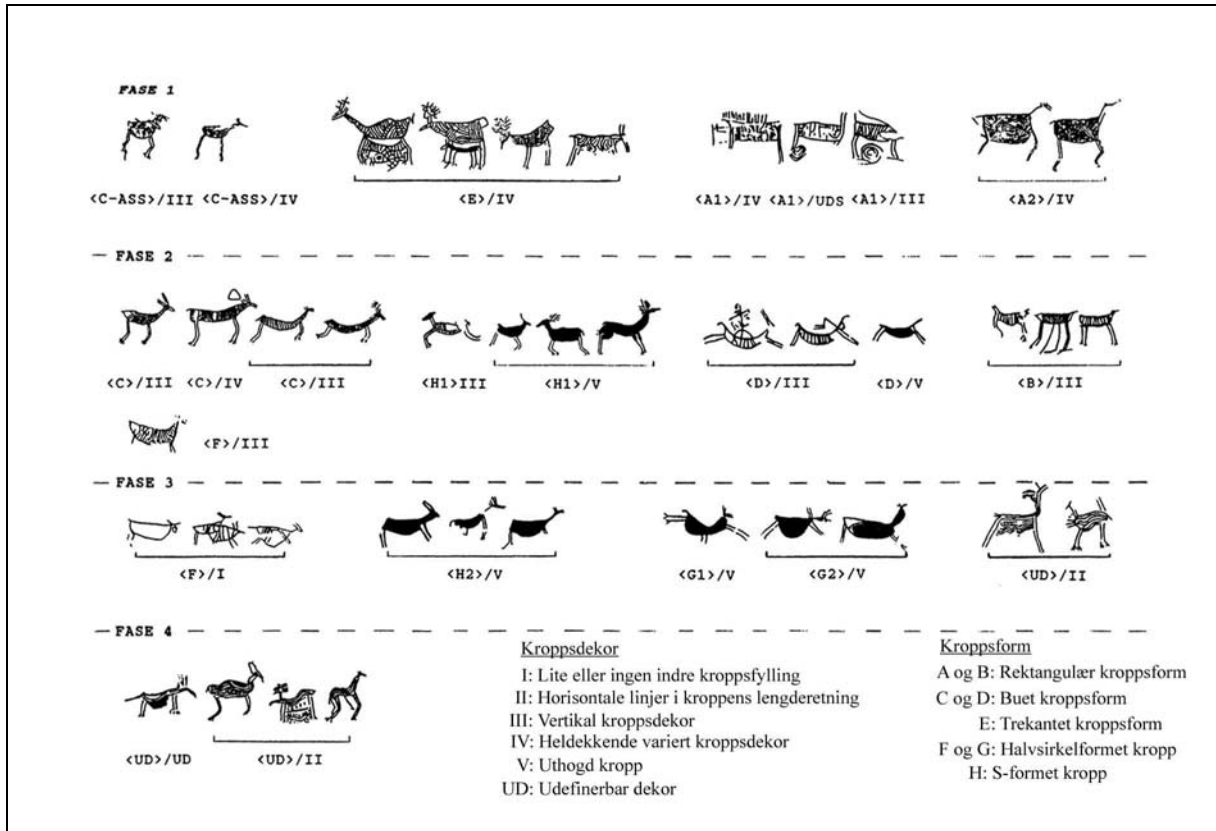 FASE 1
<C-ASS>/III <C-ASS>/IV <E>/IV <A1>/IV <A1>/UDS <A1>/III <A2>/IV
FASE 2
<C>/III <C>/IV <C>/III <H1>III <H1>/V <D>/III <D>/V <B>/III
<F>/III
FASE 3
<F>/I <H2>/V <G1>/V <G2>/V <UD>/II
FASE 4
<UD>/UD <UD>/II
Kroppsdekor
I: Lite eller ingen indre kroppsfylling
II: Horisontale linjer i kroppens lengderetning
III: Vertikal kroppsdekor
IV: Heldekkende variert kroppsdekor
V: Uthogd kropp
UD: Udefinerbar dekor
Kroppsform
A og B: Rektangulær kroppsform
C og D: Buet kroppsform
E: Trekantet kroppsform
F og G: Halvsirkelformet kropp
H: S-formet kropp